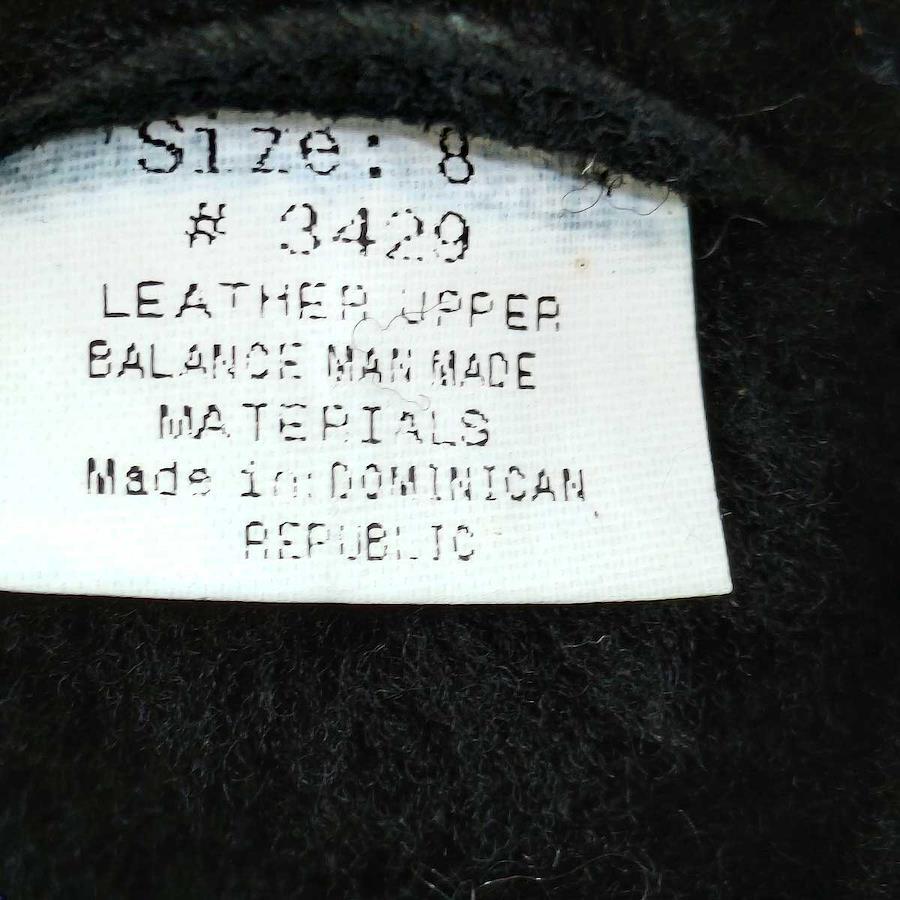 Size: 8
# 3429
LEATHER UPPER
BALANCE MAN MADE
MATERIALS
Made in:DOMINICAN
REPUBLIC